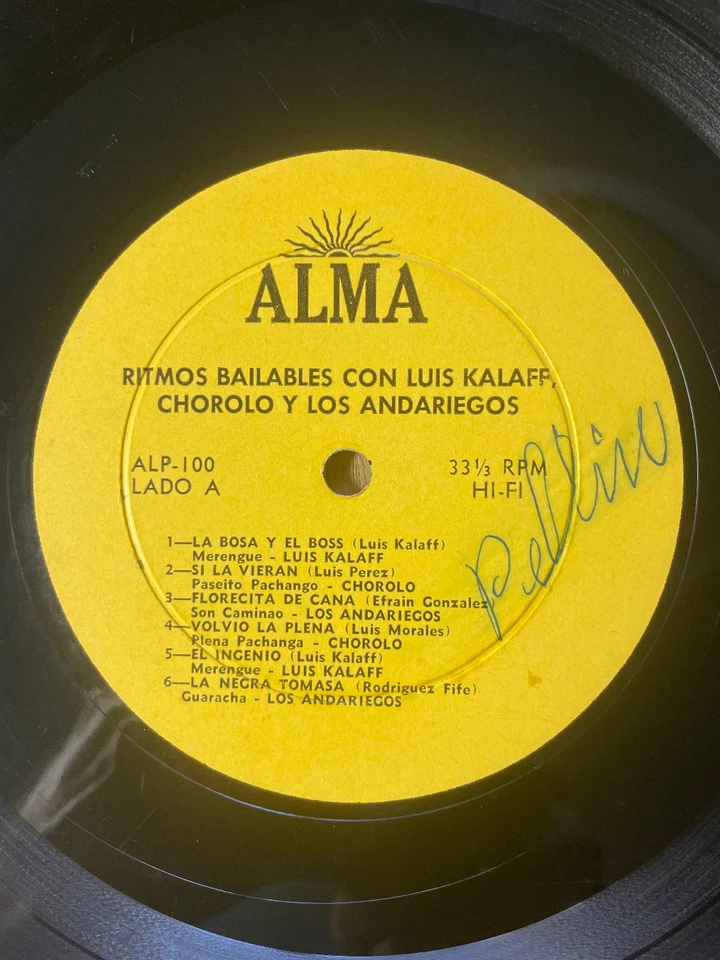 ALMA
RITMOS BAILABLES CON LUIS KALAFF,
CHOROLO Y LOS ANDARIEGOS
ALP-100
LADO A
33⅓ RPM
HI-FI
1—LA BOSA Y EL BOSS (Luis Kalaff)
Merengue - LUIS KALAFF
2—SI LA VIERAN (Luis Perez)
Paseito Pachango - CHOROLO
3—FLORECITA DE CANA (Efrain Gonzalez)
Son Caminao - LOS ANDARIEGOS
4—VOLVIO LA PLENA (Luis Morales)
Plena Pachanga - CHOROLO
5—EL INGENIO (Luis Kalaff)
Merengue - LUIS KALAFF
6—LA NEGRA TOMASA (Rodriguez Fife)
Guaracha - LOS ANDARIEGOS